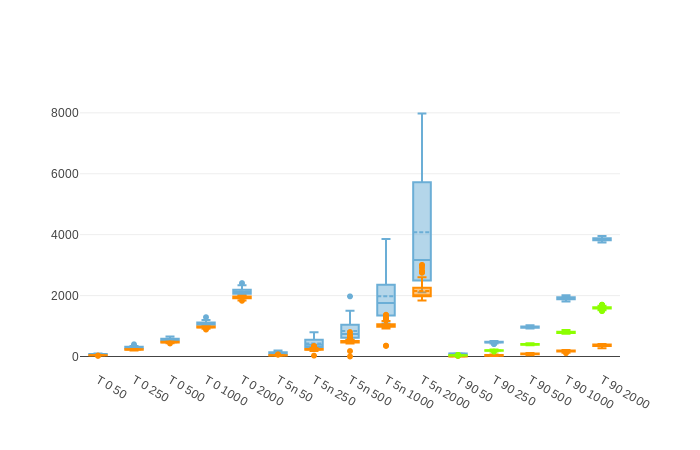 8000
6000
4000
2000
0
T 0 50
T 0 250
T 0 500
T 0 1000
T 0 2000
T 5n 50
T 5n 250
T 5n 500
T 5n 1000
T 5n 2000
T 90 50
T 90 250
T 90 500
T 90 1000
T 90 2000